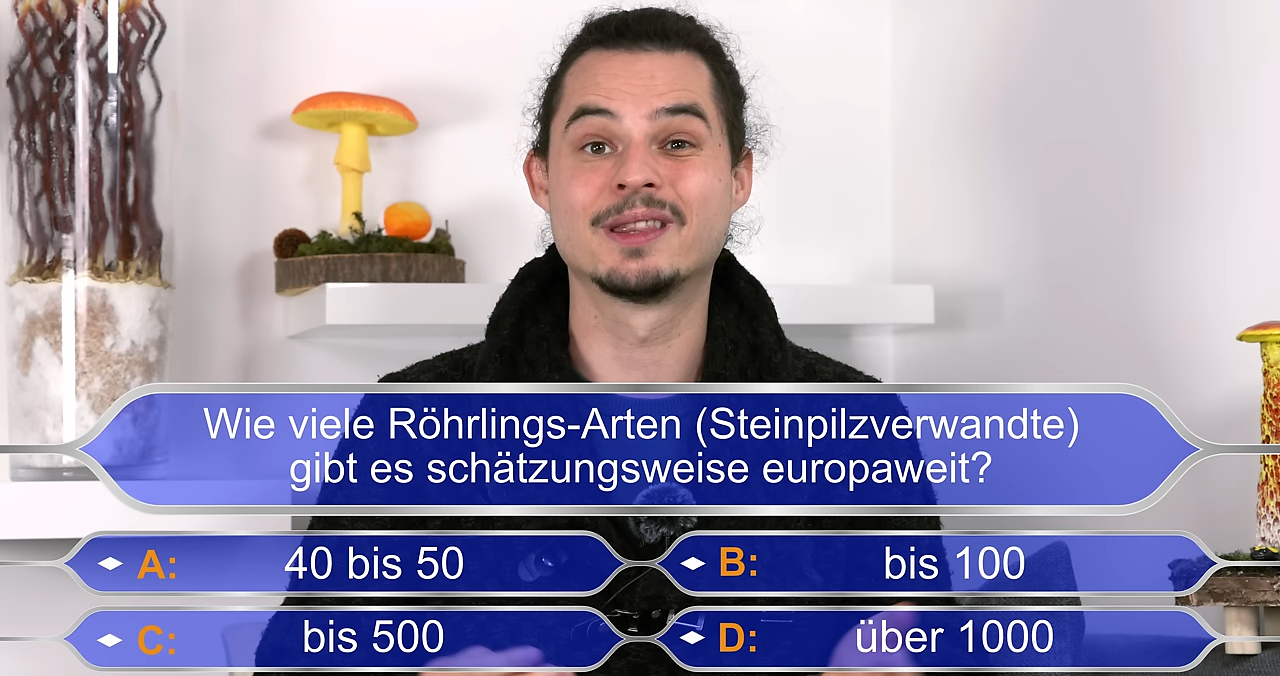 Wie viele Röhrlings-Arten (Steinpilzverwandte)
gibt es schätzungsweise europaweit?
A: 40 bis 50
B: bis 100
C: bis 500
D: über 1000